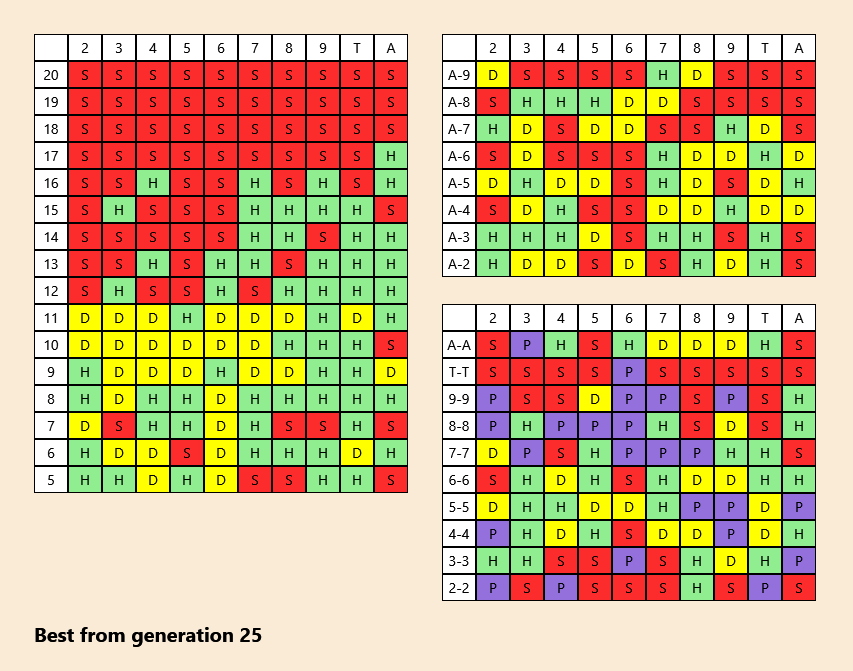 2 3 4 5 6 7 8 9 T A
20 S S S S S S S S S S
19 S S S S S S S S S S
18 S S S S S S S S S S
17 S S S S S S S S S H
16 S S H S S H S H S H
15 S H S S S H H H H S
14 S S S S S H H S H H
13 S S H S H H S H H H
12 S H S S H S H H H H
11 D D D H D D D H D H
10 D D D D D D H H H S
9 H D D D H D D H H D
8 H D H H D H H H H H
7 D S H H D H S S H S
6 H D D S D H H H D H
5 H H D H D S S H H S
2 3 4 5 6 7 8 9 T A
A-9 D S S S S H D S S S
A-8 S H H H D D S S S S
A-7 H D S D D S S H D S
A-6 S D S S S H D D H D
A-5 D H D D S H D S D H
A-4 S D H S S D D H D D
A-3 H H H D S H H S H S
A-2 H D D S D S H D H S
2 3 4 5 6 7 8 9 T A
A-A S P H S H D D D H S
T-T S S S S P S S S S S
9-9 P S S D P P S P S H
8-8 P H P P P H S D S H
7-7 D P S H P P P H H S
6-6 S H D H S H D D H H
5-5 D H H D D H P P D P
4-4 P H D H S D D P D H
3-3 H H S S P S H D H P
2-2 P S P S S S H S P S
Best from generation 25